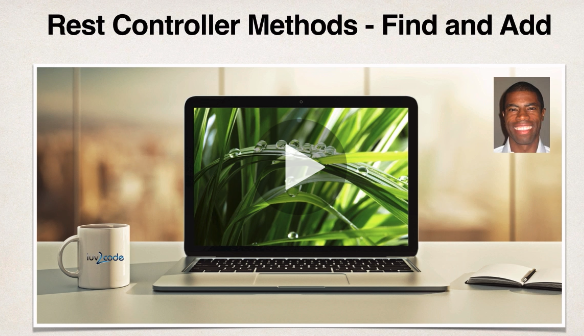 Rest Controller Methods - Find and Add
luv2code